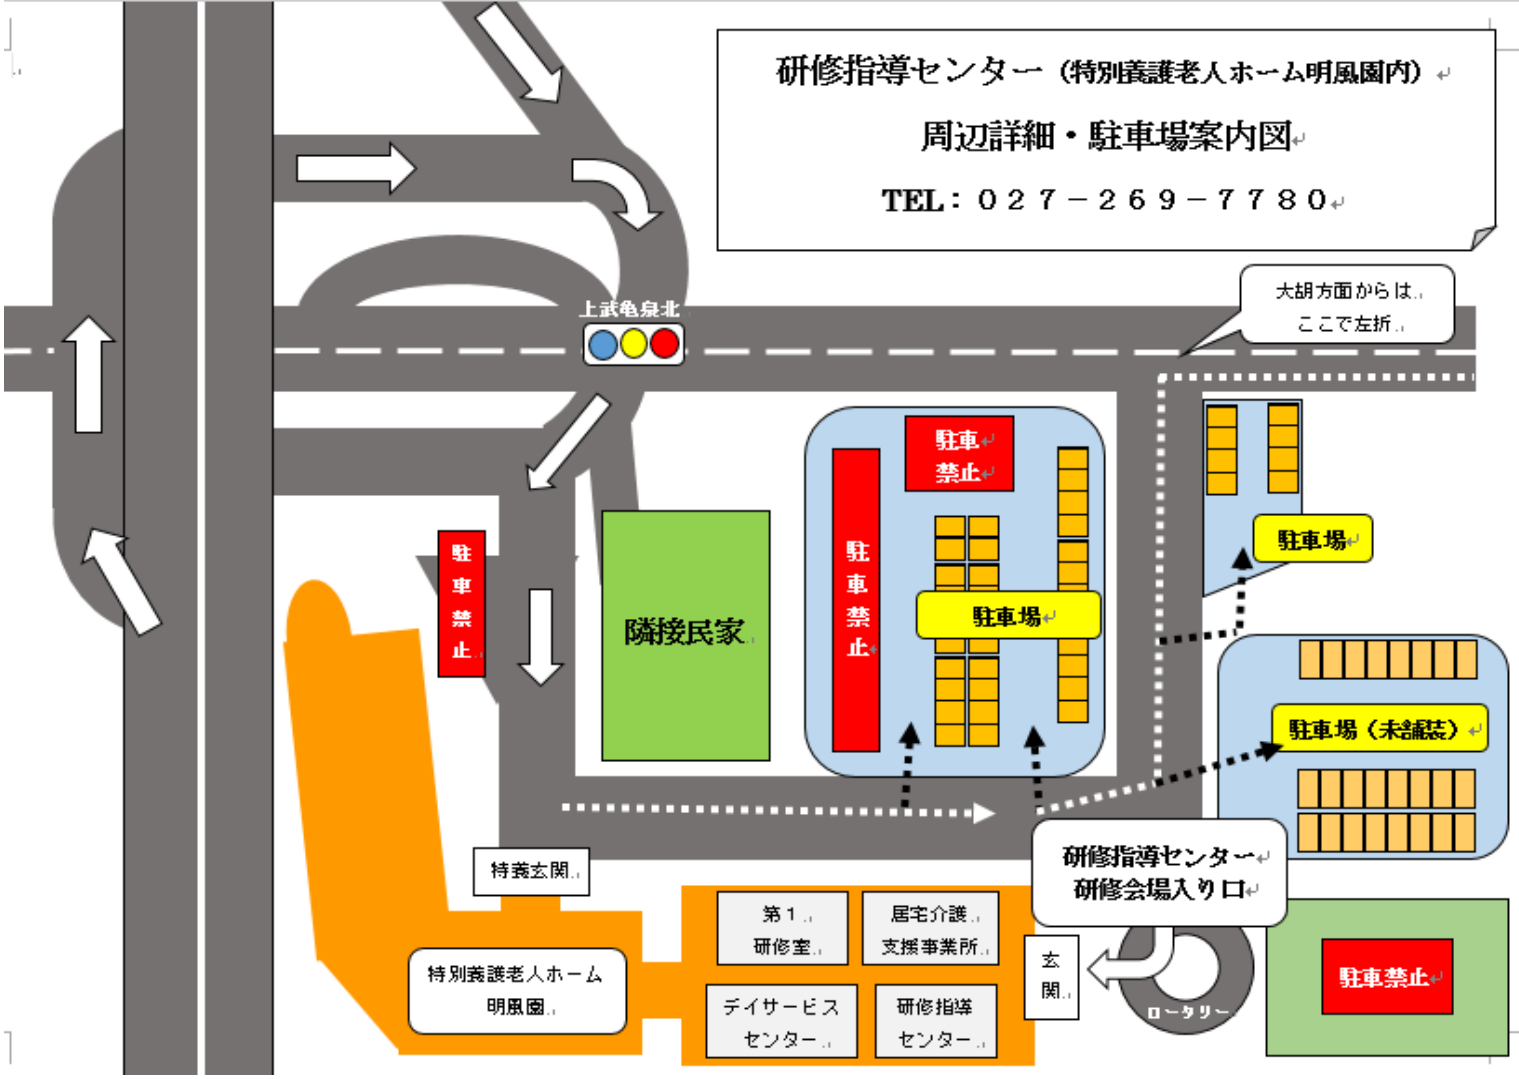 研修指導センター（特別養護老人ホーム明風園内）
周辺詳細・駐車場案内図
TEL：０２７－２６９－７７８０
大胡方面からは
ここで左折
上武亀泉北
駐車
禁止
駐車禁止
駐車禁止
駐車場
隣接民家
駐車場
駐車場（未舗装）
研修指導センター
研修会場入り口
特養玄関
第１
研修室
居宅介護
支援事業所
玄関
特別養護老人ホーム
明風園
デイサービス
センター
研修指導
センター
ロータリー
駐車禁止